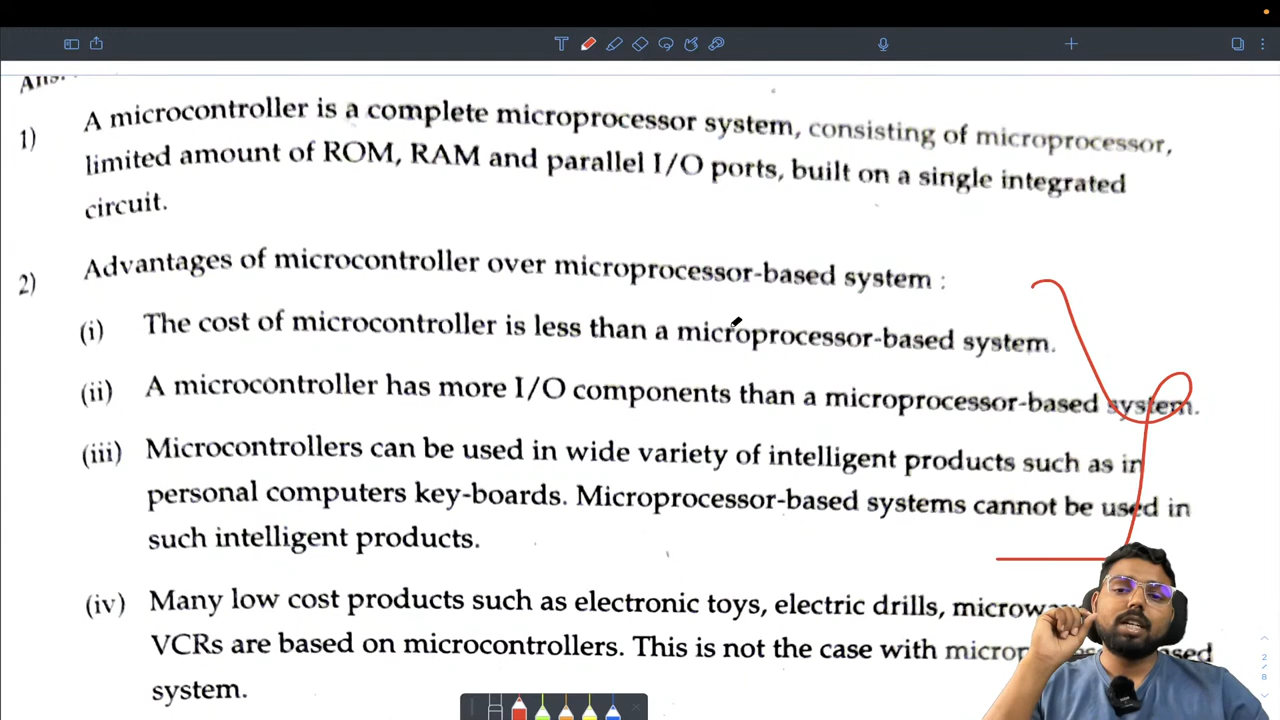 Ans.
1) A microcontroller is a complete microprocessor system, consisting of microprocessor,
limited amount of ROM, RAM and parallel I/O ports, built on a single integrated
circuit.
2) Advantages of microcontroller over microprocessor-based system :
(i) The cost of microcontroller is less than a microprocessor-based system.
(ii) A microcontroller has more I/O components than a microprocessor-based system.
(iii) Microcontrollers can be used in wide variety of intelligent products such as in
personal computers key-boards. Microprocessor-based systems cannot be used in
such intelligent products.
(iv) Many low cost products such as electronic toys, electric drills,
VCRs are based on microcontrollers. This is not the case with
system.
2/8